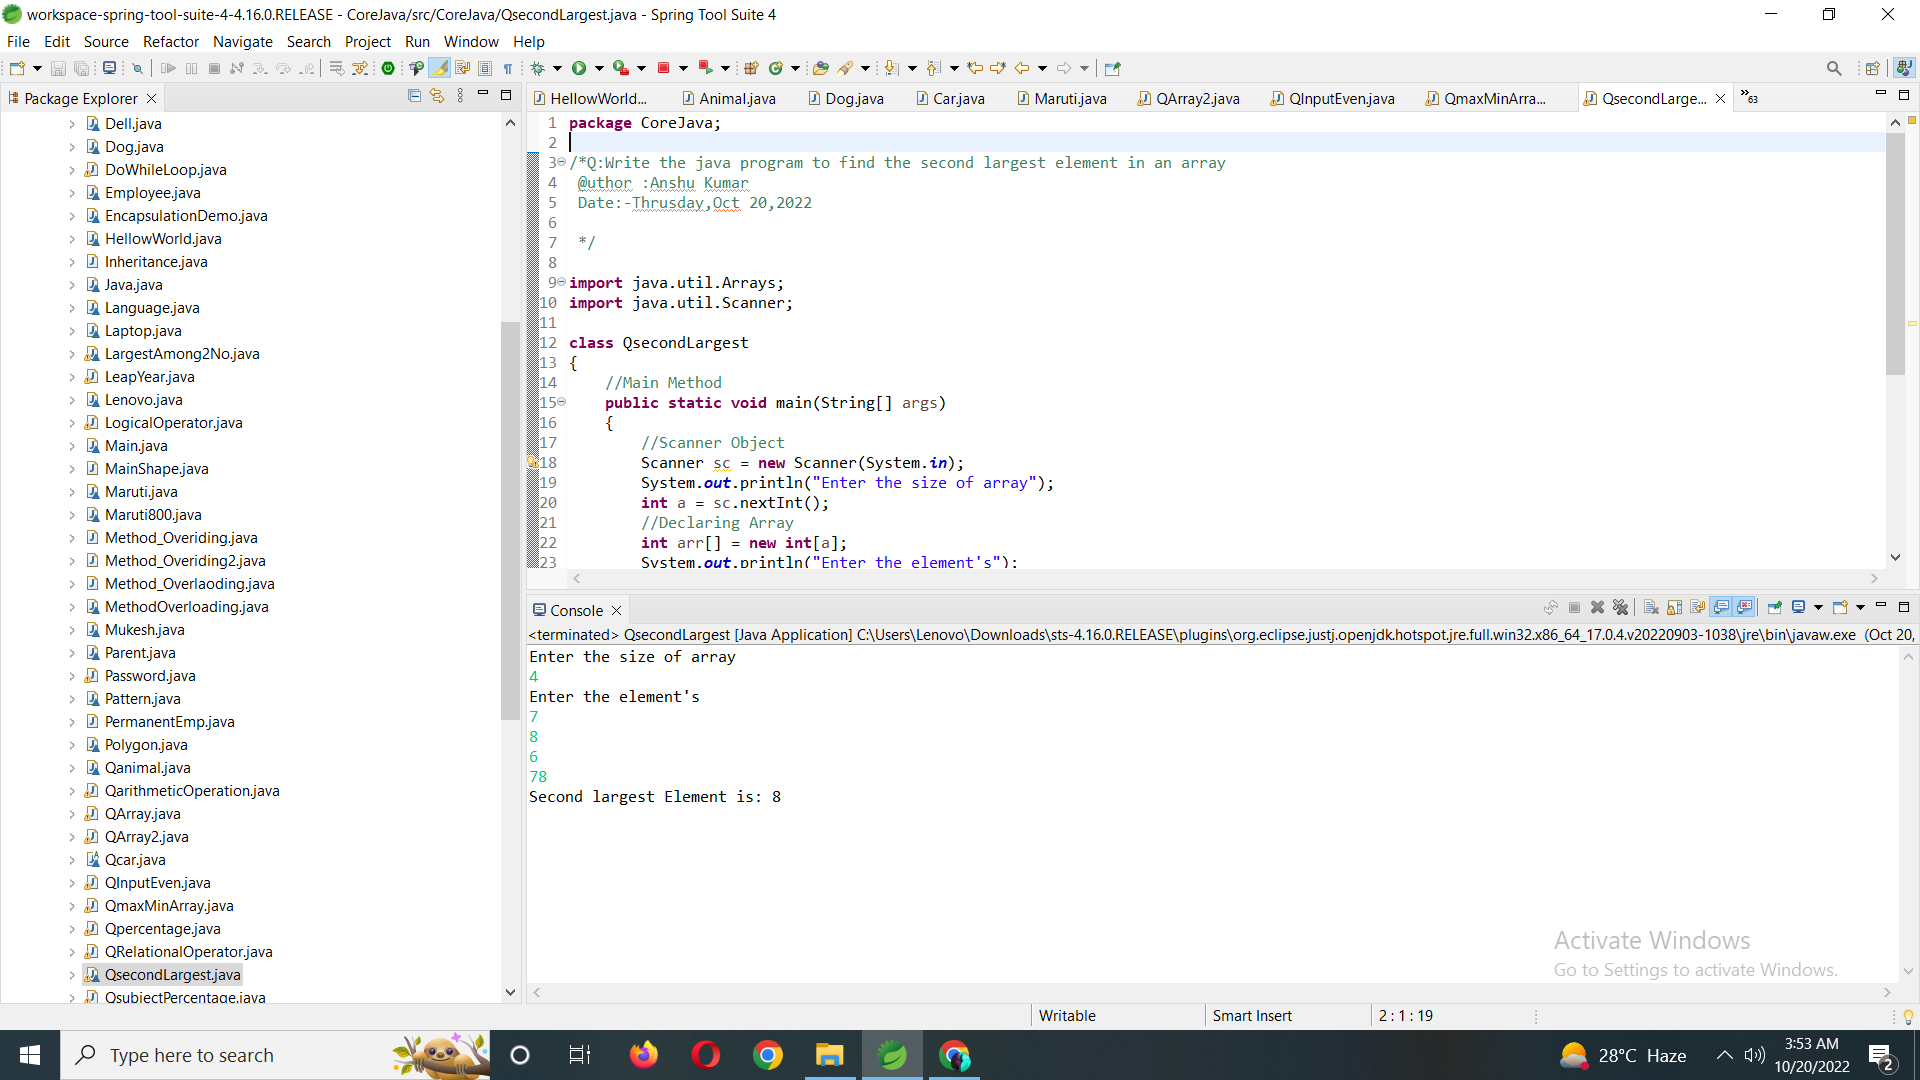 workspace-spring-tool-suite-4-4.16.0.RELEASE - CoreJava/src/CoreJava/QsecondLargest.java - Spring Tool Suite 4
File Edit Source Refactor Navigate Search Project Run Window Help
Package Explorer
Dell.java
Dog.java
DoWhileLoop.java
Employee.java
EncapsulationDemo.java
HellowWorld.java
Inheritance.java
Java.java
Language.java
Laptop.java
LargestAmong2No.java
LeapYear.java
Lenovo.java
LogicalOperator.java
Main.java
MainShape.java
Maruti.java
Maruti800.java
Method_Overiding.java
Method_Overiding2.java
Method_Overlaoding.java
MethodOverloading.java
Mukesh.java
Parent.java
Password.java
Pattern.java
PermanentEmp.java
Polygon.java
Qanimal.java
QarithmeticOperation.java
QArray.java
QArray2.java
Qcar.java
QInputEven.java
QmaxMinArray.java
Qpercentage.java
QRelationalOperator.java
QsecondLargest.java
QsubjectPercentage.java
HellowWorld... Animal.java Dog.java Car.java Maruti.java QArray2.java QInputEven.java QmaxMinArra... QsecondLarge... »63
1 package CoreJava;
2
3 /*Q:Write the java program to find the second largest element in an array
4 @uthor :Anshu Kumar
5 Date:-Thrusday,Oct 20,2022
6
7 */
8
9 import java.util.Arrays;
10 import java.util.Scanner;
11
12 class QsecondLargest
13 {
14 //Main Method
15 public static void main(String[] args)
16 {
17 //Scanner Object
18 Scanner sc = new Scanner(System.in);
19 System.out.println("Enter the size of array");
20 int a = sc.nextInt();
21 //Declaring Array
22 int arr[] = new int[a];
23 System.out.println("Enter the element's");
Console
<terminated> QsecondLargest [Java Application] C:\Users\Lenovo\Downloads\sts-4.16.0.RELEASE\plugins\org.eclipse.justj.openjdk.hotspot.jre.full.win32.x86_64_17.0.4.v20220903-1038\jre\bin\javaw.exe (Oct 20,
Enter the size of array
4
Enter the element's
7
8
6
78
Second largest Element is: 8
Activate Windows
Go to Settings to activate Windows.
Writable Smart Insert 2 : 1 : 19
Type here to search
28°C Haze
3:53 AM
10/20/2022
2